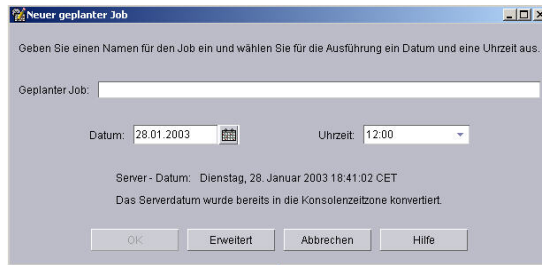 Neuer geplanter Job
Geben Sie einen Namen für den Job ein und wählen Sie für die Ausführung ein Datum und eine Uhrzeit aus.
Geplanter Job:
Datum: 28.01.2003 Uhrzeit: 12:00
Server - Datum: Dienstag, 28. Januar 2003 18:41:02 CET
Das Serverdatum wurde bereits in die Konsolenzeitzone konvertiert.
OK Erweitert Abbrechen Hilfe